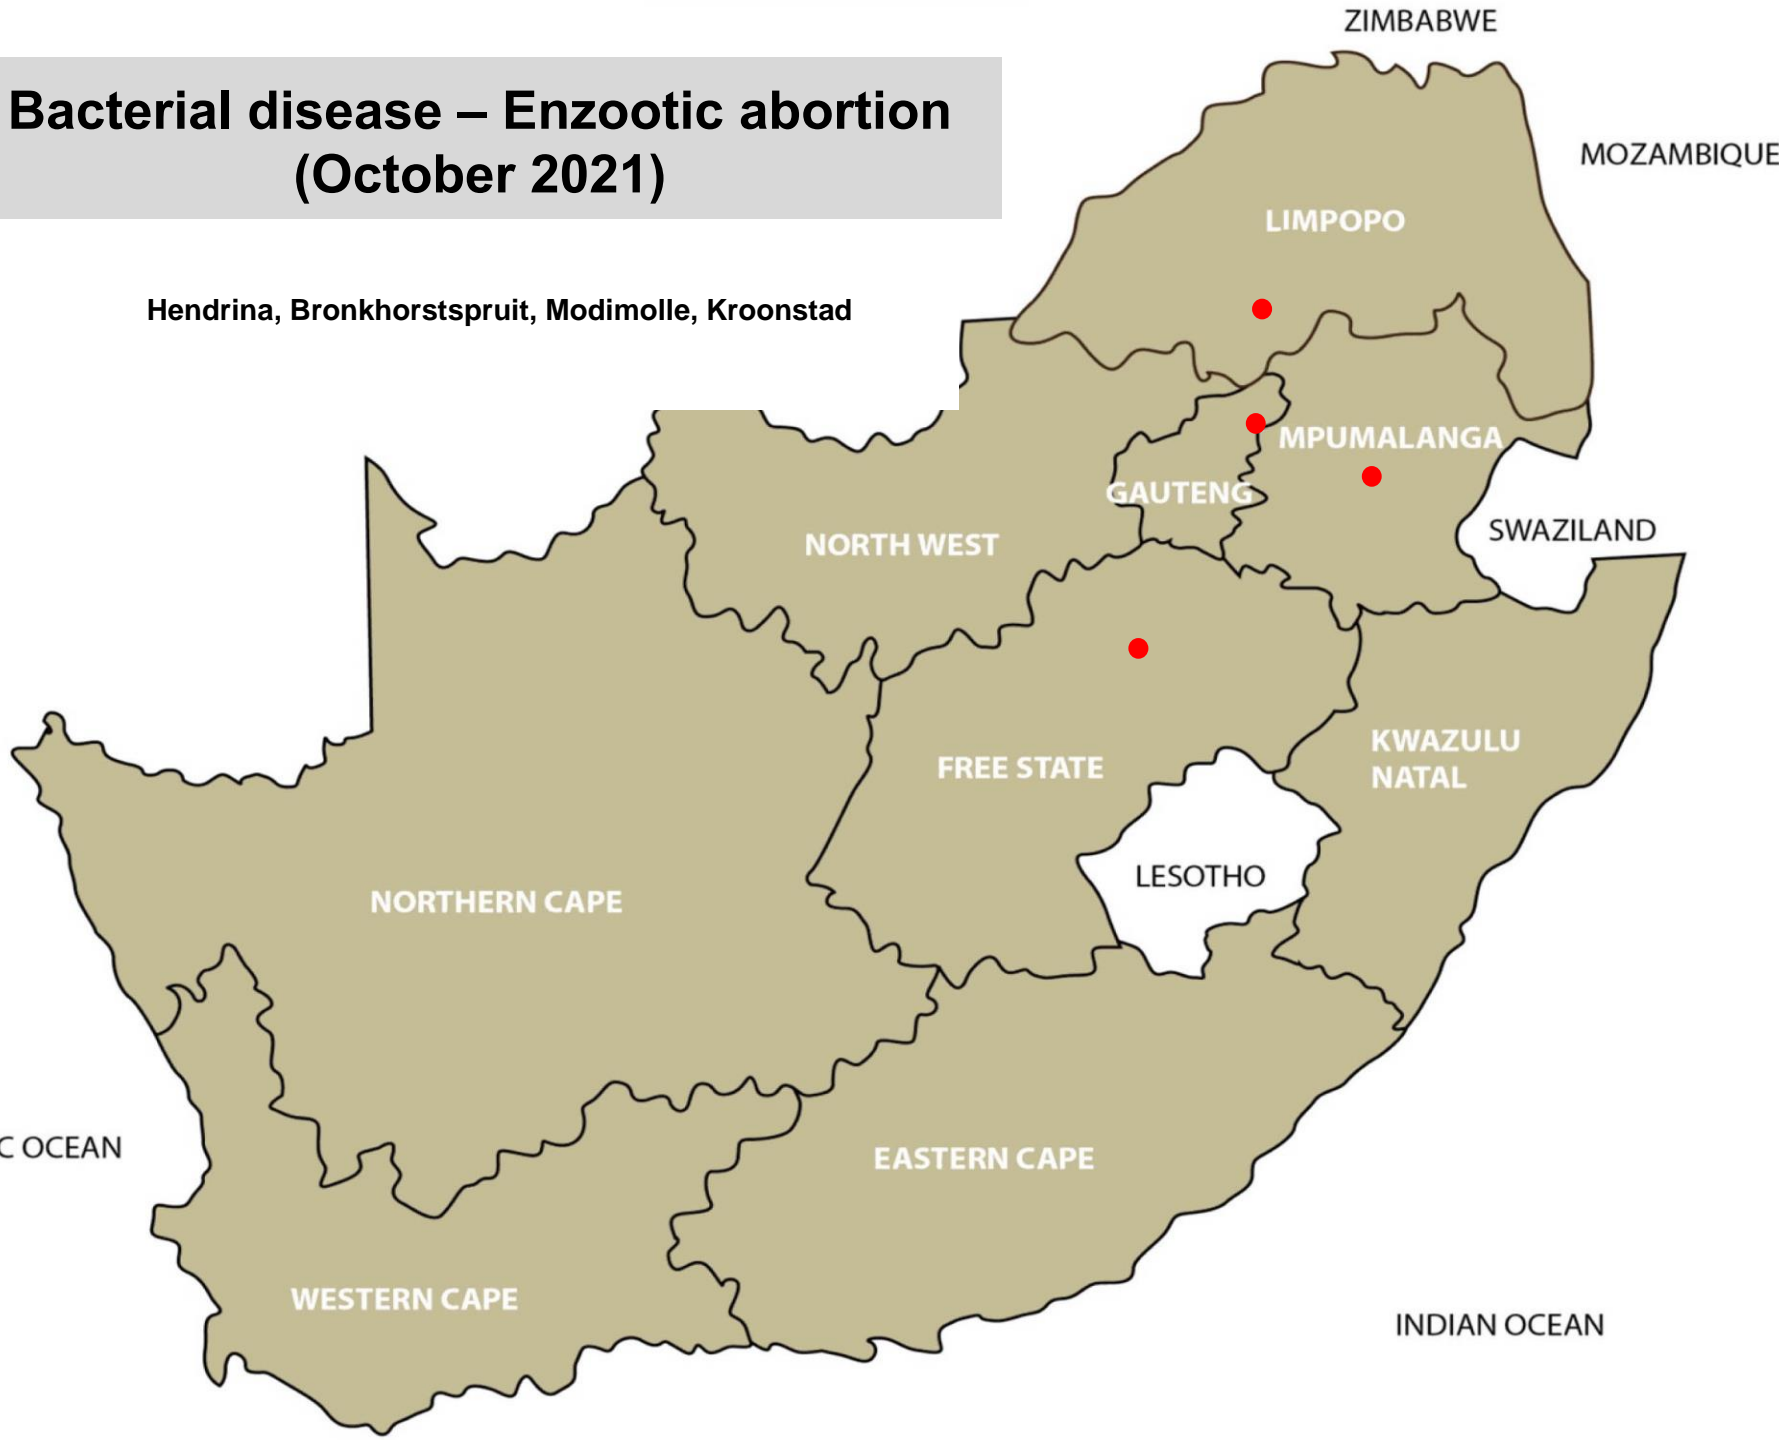 ZIMBABWE
Bacterial disease – Enzootic abortion
(October 2021)
MOZAMBIQUE
LIMPOPO
Hendrina, Bronkhorstspruit, Modimolle, Kroonstad
MPUMALANGA
GAUTENG
SWAZILAND
NORTH WEST
KWAZULU
NATAL
FREE STATE
LESOTHO
NORTHERN CAPE
C OCEAN
EASTERN CAPE
WESTERN CAPE
INDIAN OCEAN